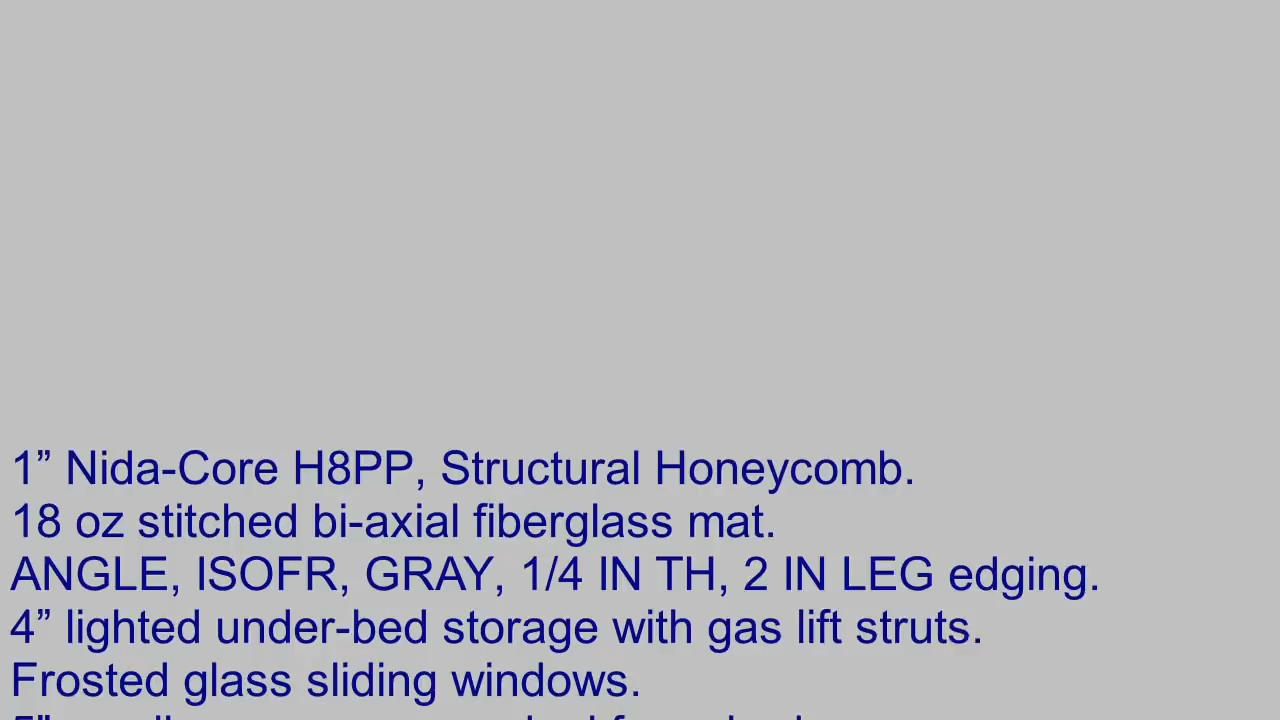 1” Nida-Core H8PP, Structural Honeycomb.
18 oz stitched bi-axial fiberglass mat.
ANGLE, ISOFR, GRAY, 1/4 IN TH, 2 IN LEG edging.
4” lighted under-bed storage with gas lift struts.
Frosted glass sliding windows.
5”